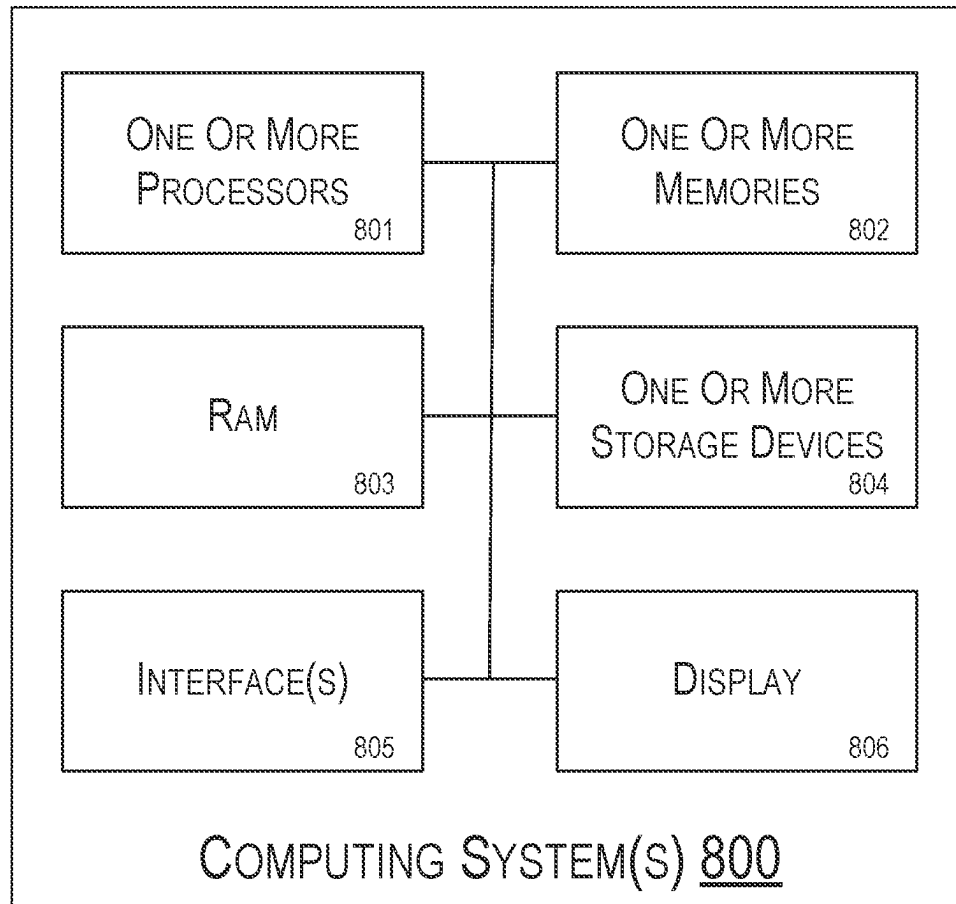 ONE OR MORE
PROCESSORS
801
ONE OR MORE
MEMORIES
802
RAM
803
ONE OR MORE
STORAGE DEVICES
804
INTERFACE(S)
805
DISPLAY
806
COMPUTING SYSTEM(S) 800